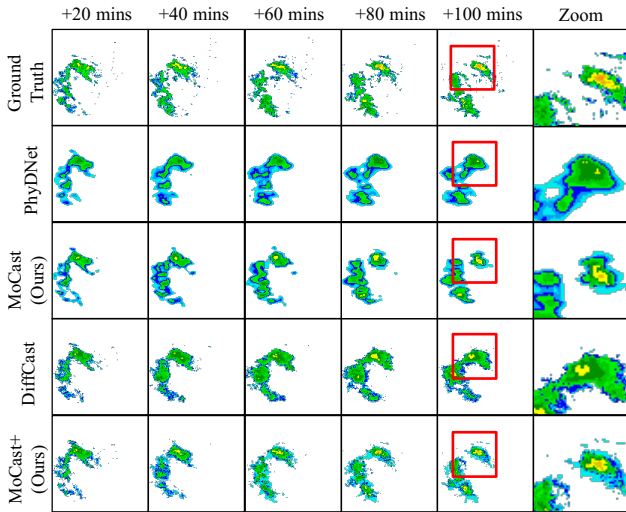 +20 mins +40 mins +60 mins +80 mins +100 mins Zoom
Ground
Truth
PhyDNet
MoCast
(Ours)
DiffCast
MoCast+
(Ours)